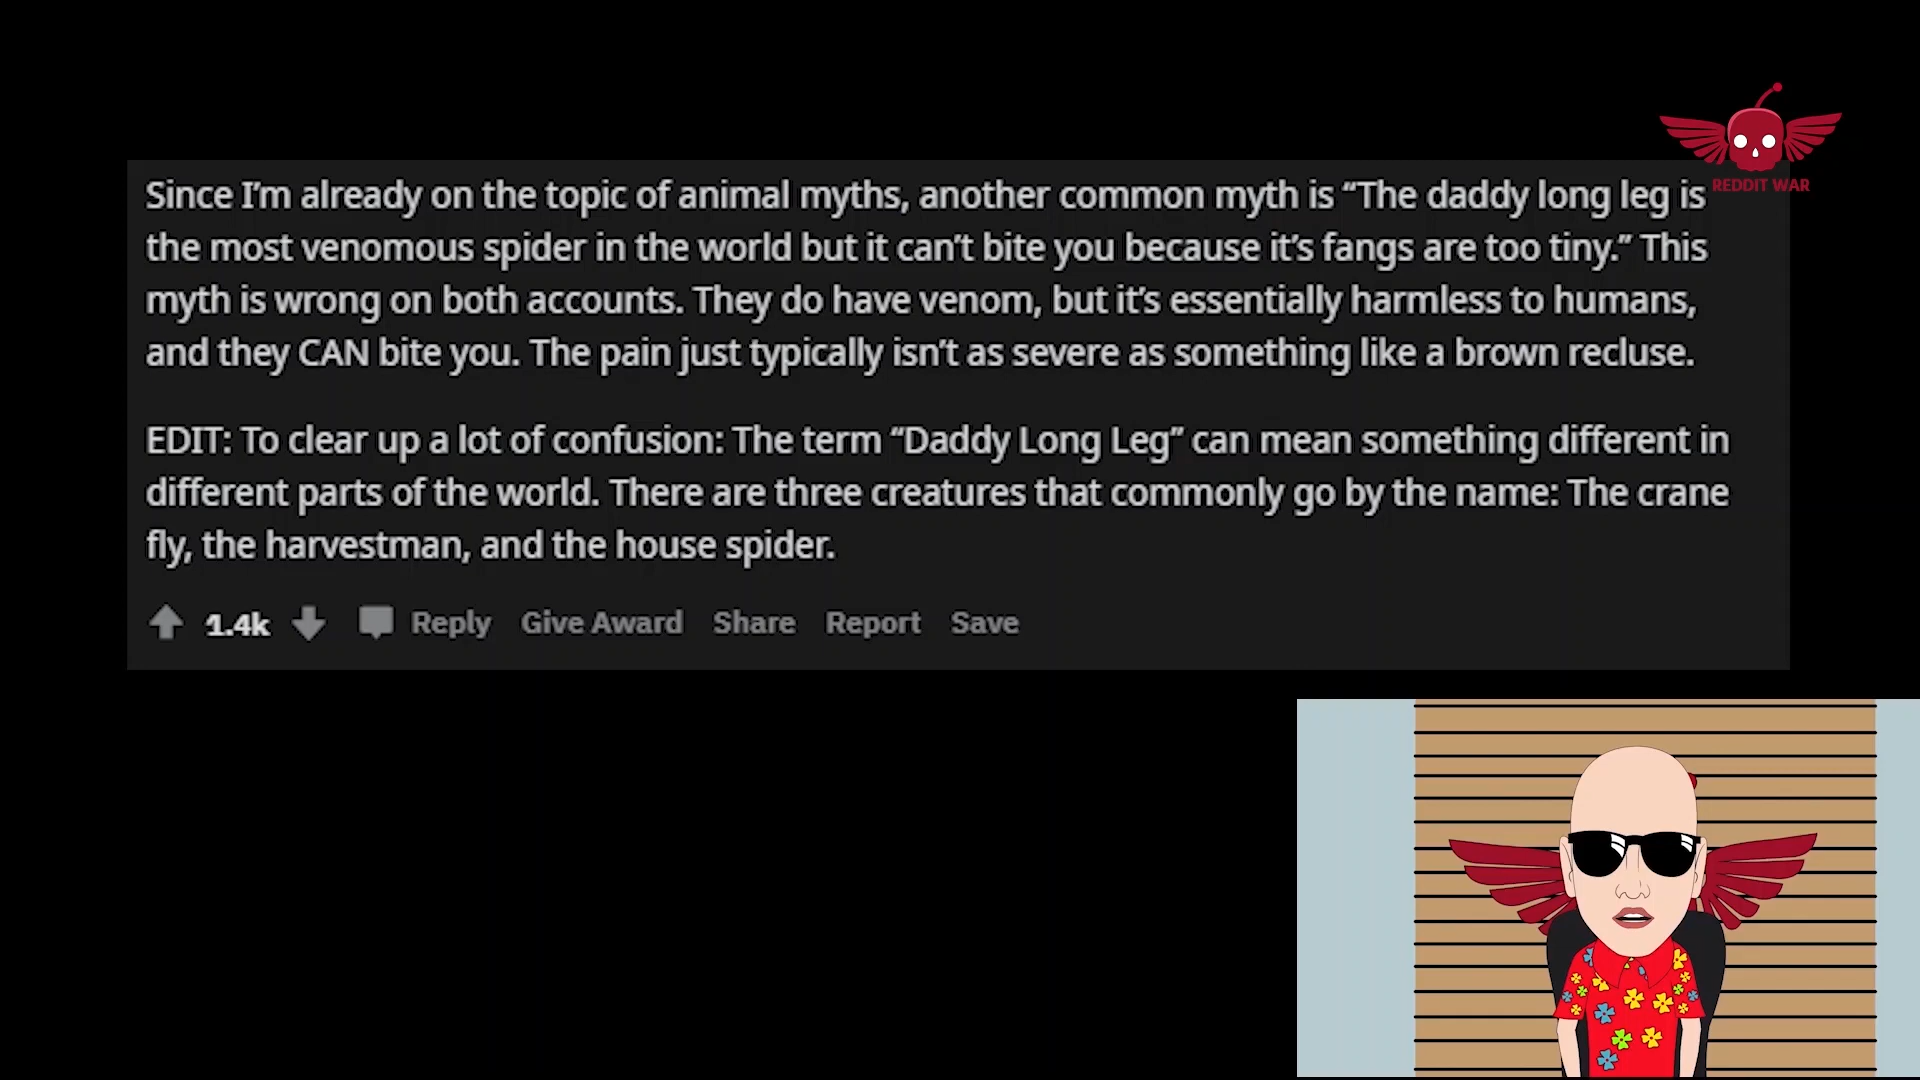 REDDIT WAR
Since I’m already on the topic of animal myths, another common myth is “The daddy long leg is
the most venomous spider in the world but it can’t bite you because it’s fangs are too tiny.” This
myth is wrong on both accounts. They do have venom, but it’s essentially harmless to humans,
and they CAN bite you. The pain just typically isn’t as severe as something like a brown recluse.
EDIT: To clear up a lot of confusion: The term “Daddy Long Leg” can mean something different in
different parts of the world. There are three creatures that commonly go by the name: The crane
fly, the harvestman, and the house spider.
1.4k Reply Give Award Share Report Save